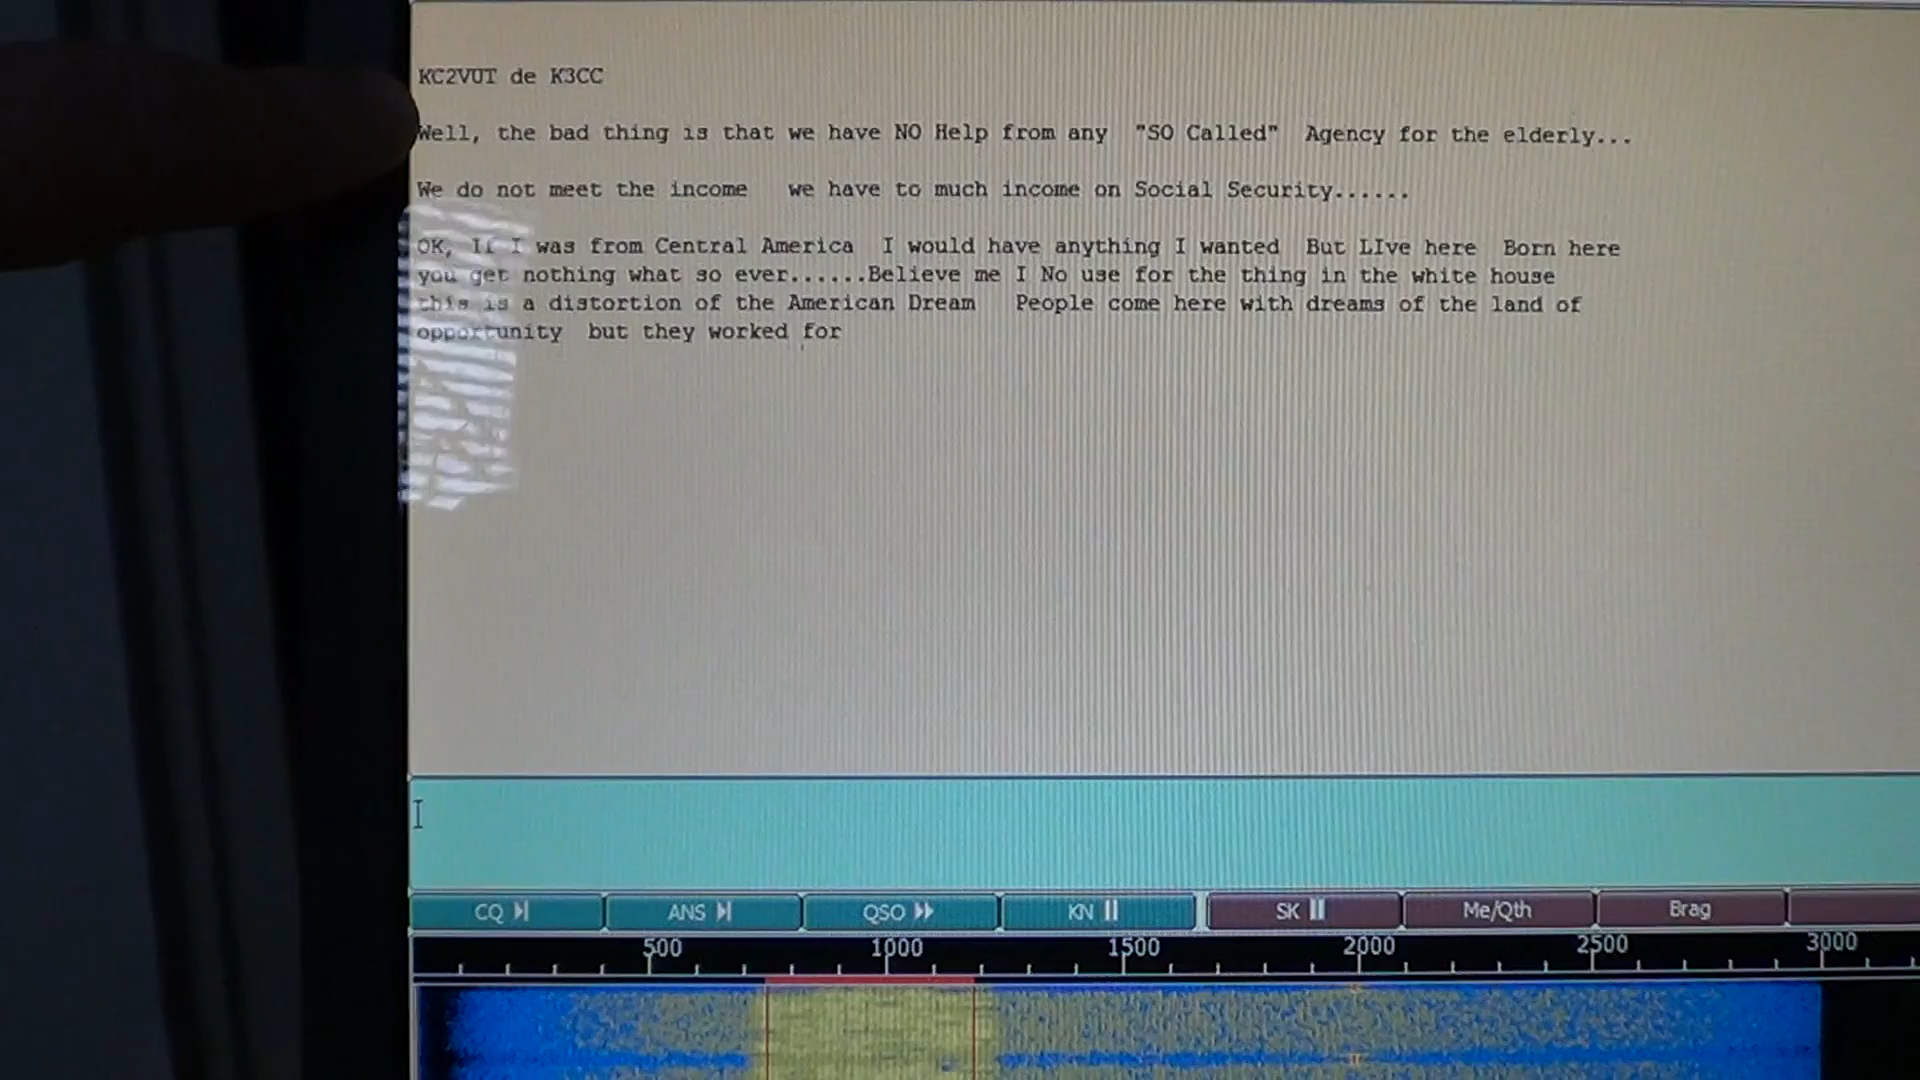 KC2VUT de K3CC
Well, the bad thing is that we have NO Help from any "SO Called" Agency for the elderly...
We do not meet the income we have to much income on Social Security......
OK, If I was from Central America I would have anything I wanted But LIve here Born here
you get nothing what so ever......Believe me I No use for the thing in the white house
this is a distortion of the American Dream People come here with dreams of the land of
opportunity but they worked for
CQ ANS QSO KN SK Me/Qth Brag
500 1000 1500 2000 2500 3000